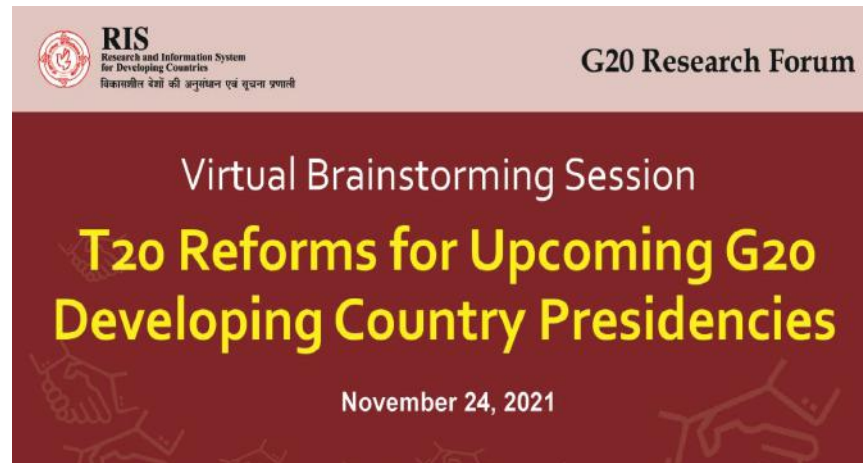 RIS
Research and Information System
for Developing Countries
विकासशील देशों की अनुसंधान एवं सूचना प्रणाली
G20 Research Forum
Virtual Brainstorming Session
T20 Reforms for Upcoming G20
Developing Country Presidencies
November 24, 2021